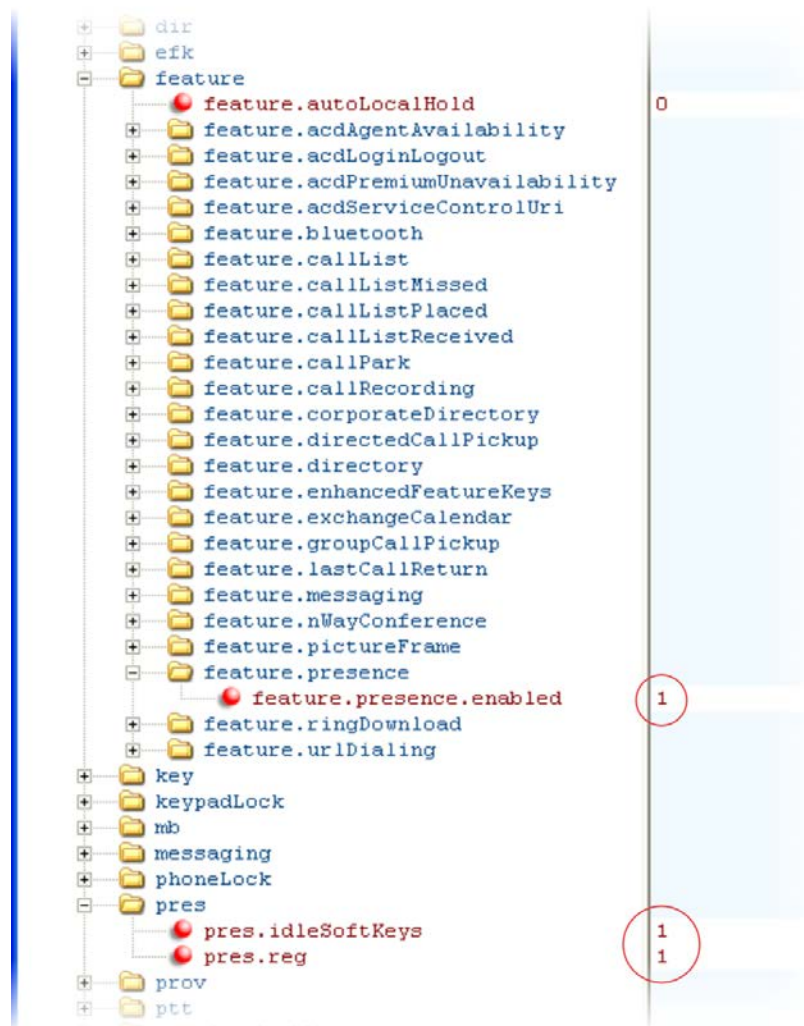 dir
efk
feature
feature.autoLocalHold 0
feature.acdAgentAvailability
feature.acdLoginLogout
feature.acdPremiumUnavailability
feature.acdServiceControlUri
feature.bluetooth
feature.callList
feature.callListMissed
feature.callListPlaced
feature.callListReceived
feature.callPark
feature.callRecording
feature.corporateDirectory
feature.directedCallPickup
feature.directory
feature.enhancedFeatureKeys
feature.exchangeCalendar
feature.groupCallPickup
feature.lastCallReturn
feature.messaging
feature.nWayConference
feature.pictureFrame
feature.presence
feature.presence.enabled 1
feature.ringDownload
feature.urlDialing
key
keypadLock
mb
messaging
phoneLock
pres
pres.idleSoftKeys 1
pres.reg 1
prov
ptt